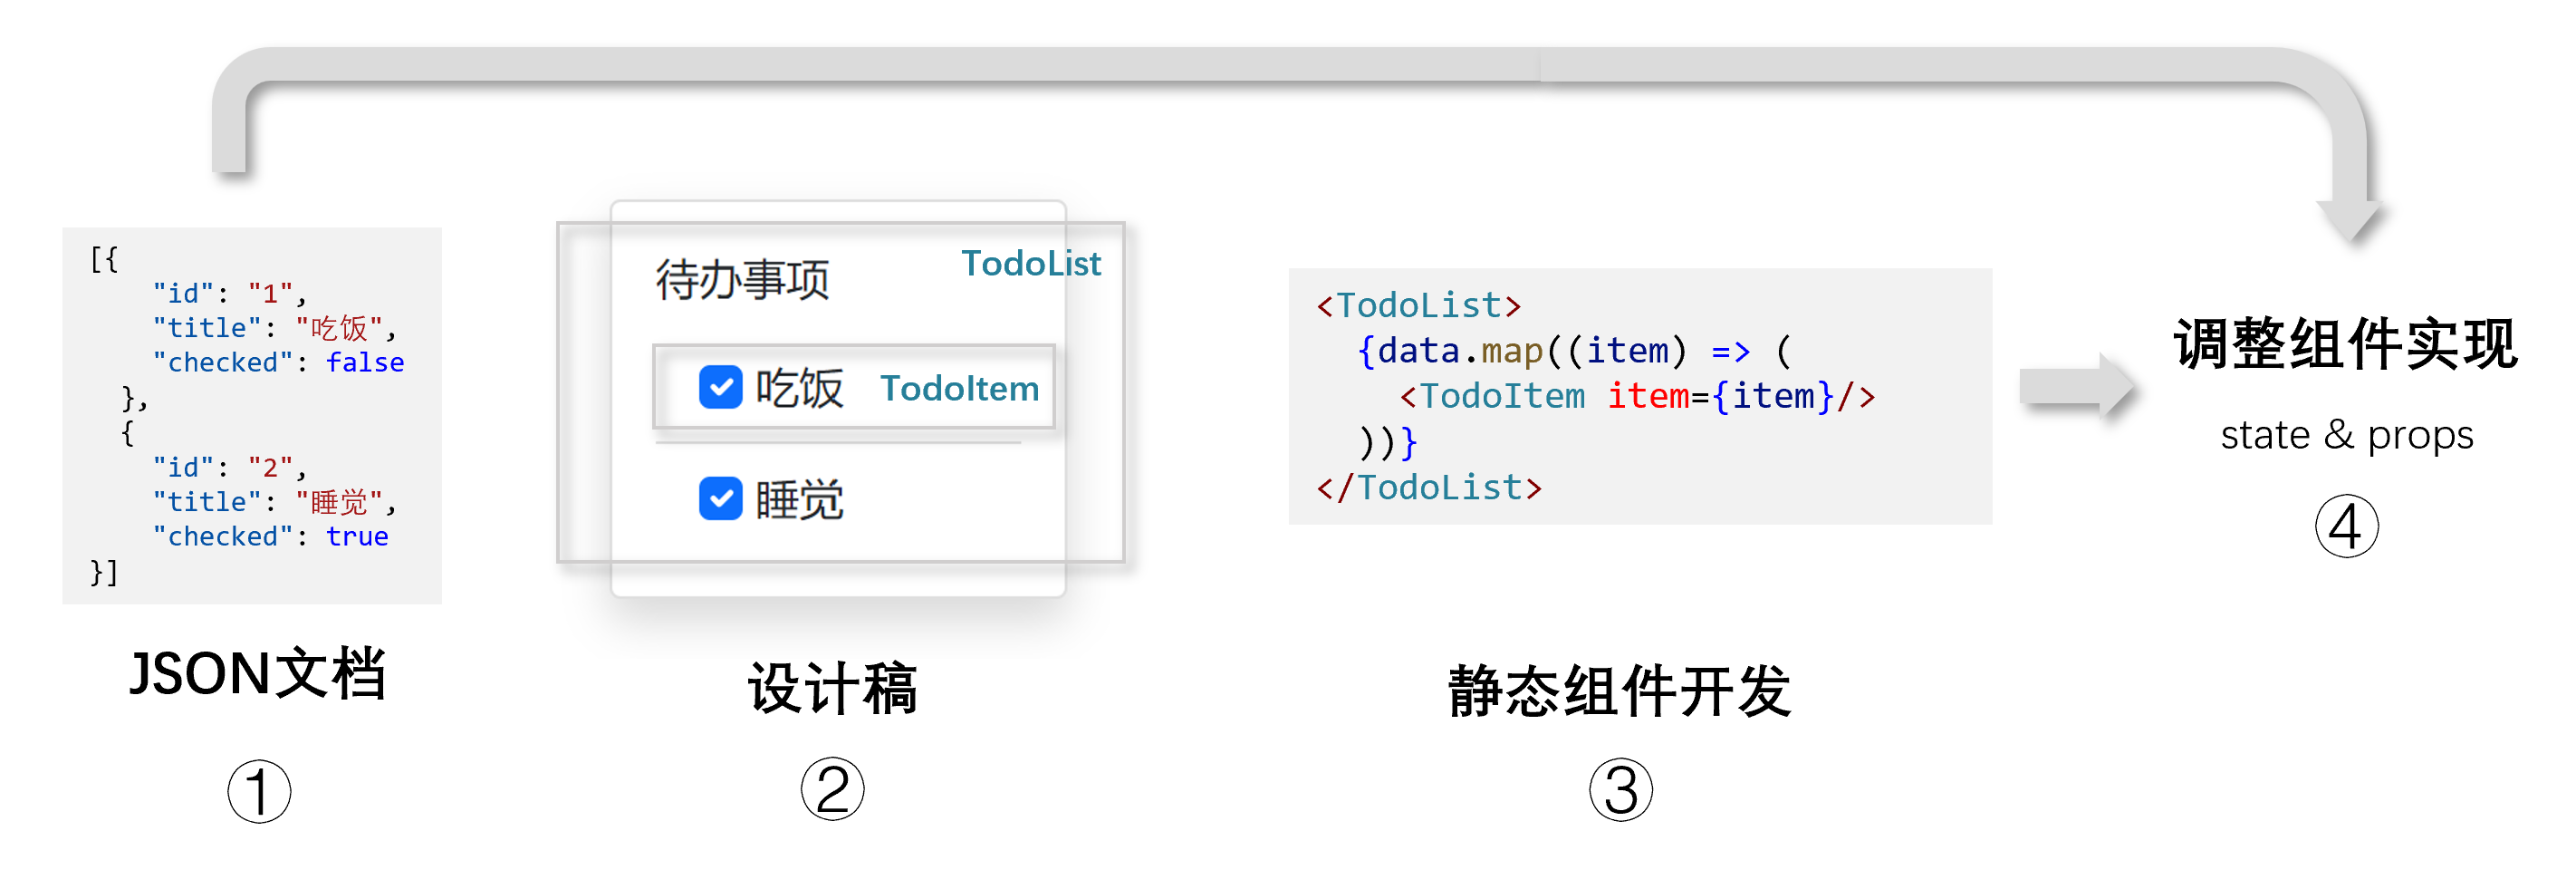 [{
"id": "1",
"title": "吃饭",
"checked": false
},
{
"id": "2",
"title": "睡觉",
"checked": true
}]
JSON文档
①
待办事项
TodoList
吃饭
TodoItem
睡觉
设计稿
②
<TodoList>
{data.map((item) => (
<TodoItem item={item}/>
))}
</TodoList>
静态组件开发
③
调整组件实现
state & props
④